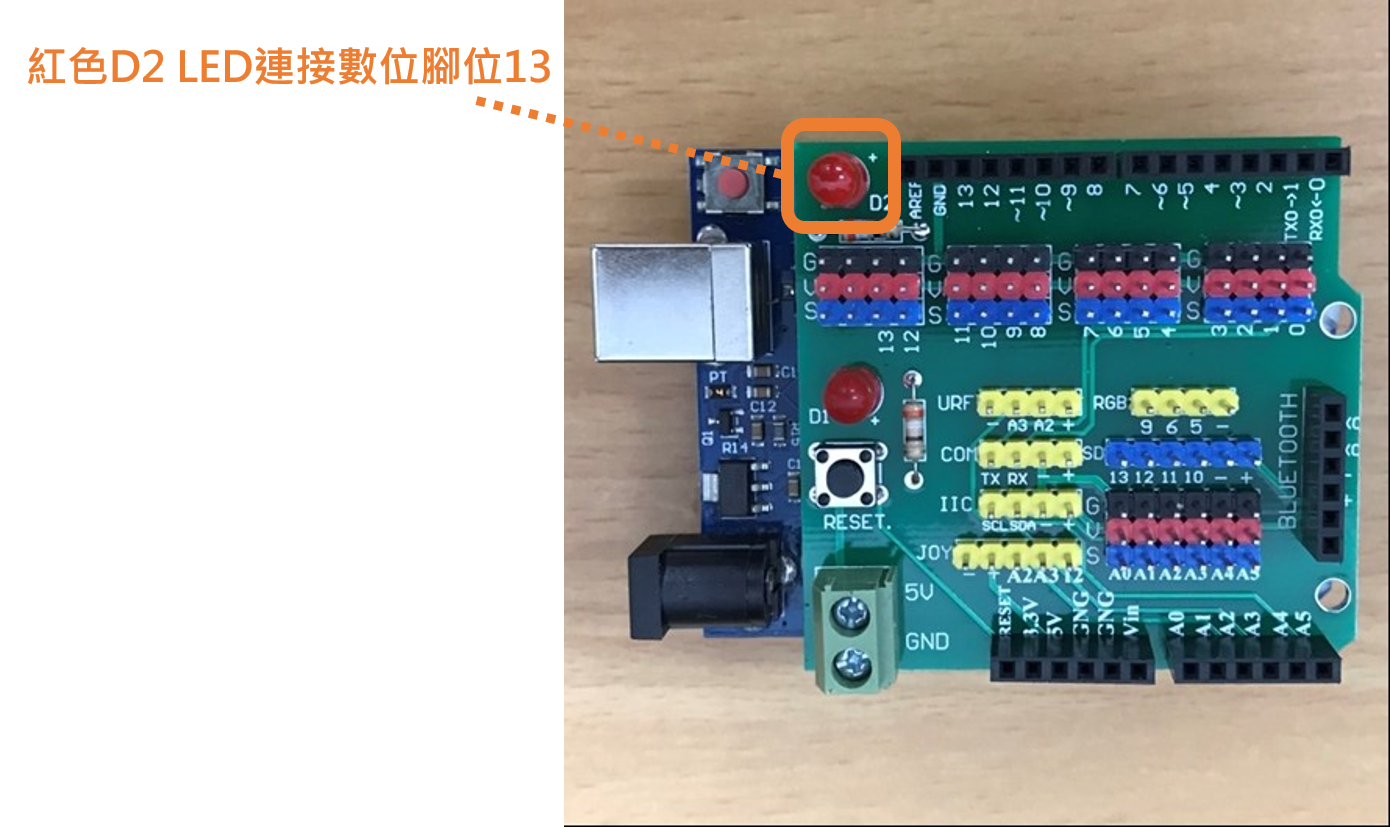 紅色D2 LED連接數位腳位13
+
D2
AREF
GND
13
12
~11
~10
~9
8
7
~6
~5
4
~3
2
TX0->1
RX0<-0
G
V
S
G
V
S
G
V
S
G
V
S
13
12
11
10
9
8
7
6
5
4
3
2
1
0
PT
C12
Q1
R14
D1
+
URF
- A3 A2 +
RGB
9 6 5 -
COM
TX RX - +
SD
13 12 11 10 - +
IIC
SCL SDA - +
G
V
S
A0 A1 A2 A3 A4 A5
JOY
- + A2 A3 12
BLUETOOTH
RESET.
5V
GND
RESET
3.3V
5V
GNG
GNG
Vin
A0
A1
A2
A3
A4
A5